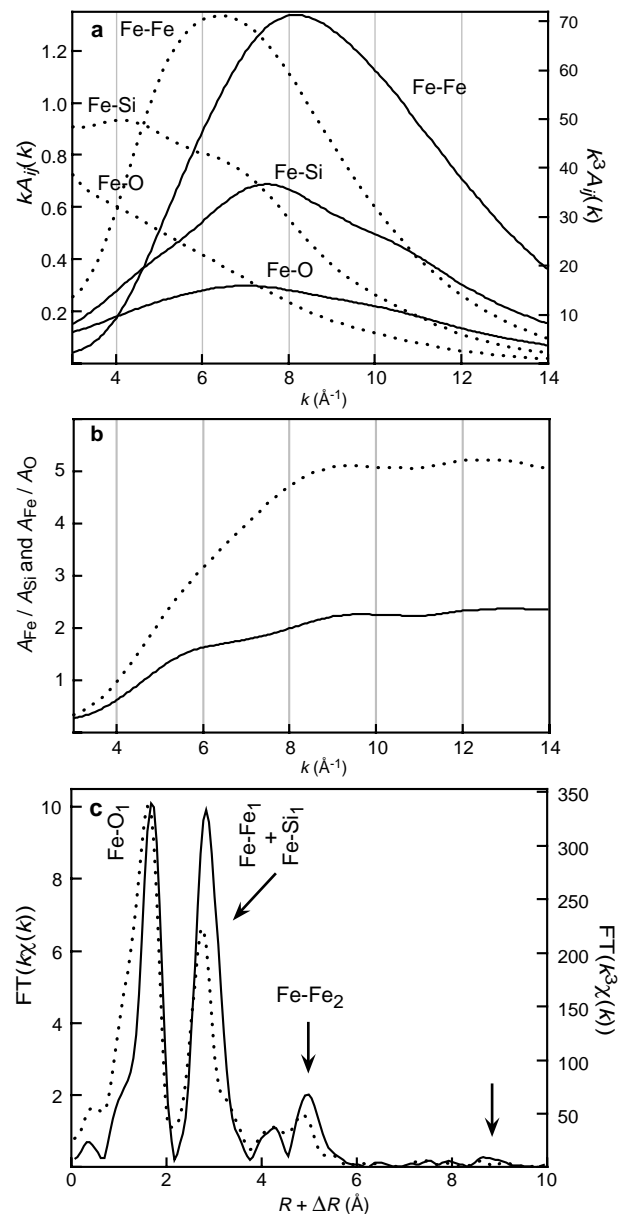 a
Fe-Fe
Fe-Si
Fe-O
Fe-Fe
Fe-Si
Fe-O
1.2
1.0
0.8
0.6
0.4
0.2
kAij(k)
70
60
50
40
30
20
10
k³Aij(k)
4 6 8 10 12 14
k (Å-1)
b
5
4
3
2
1
AFe / ASi and AFe / AO
4 6 8 10 12 14
k (Å-1)
c
Fe-O1
Fe-Fe1
+
Fe-Si1
Fe-Fe2
10
8
6
4
2
FT(kχ(k))
350
300
250
200
150
100
50
FT(k³χ(k))
0 2 4 6 8 10
R + ΔR (Å)